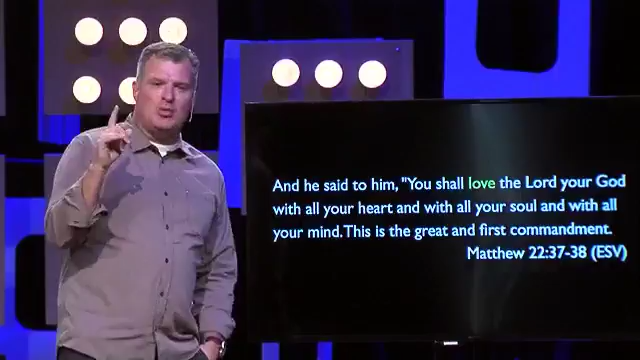 And he said to him, "You shall love the Lord your God
with all your heart and with all your soul and with all
your mind.This is the great and first commandment.
Matthew 22:37-38 (ESV)